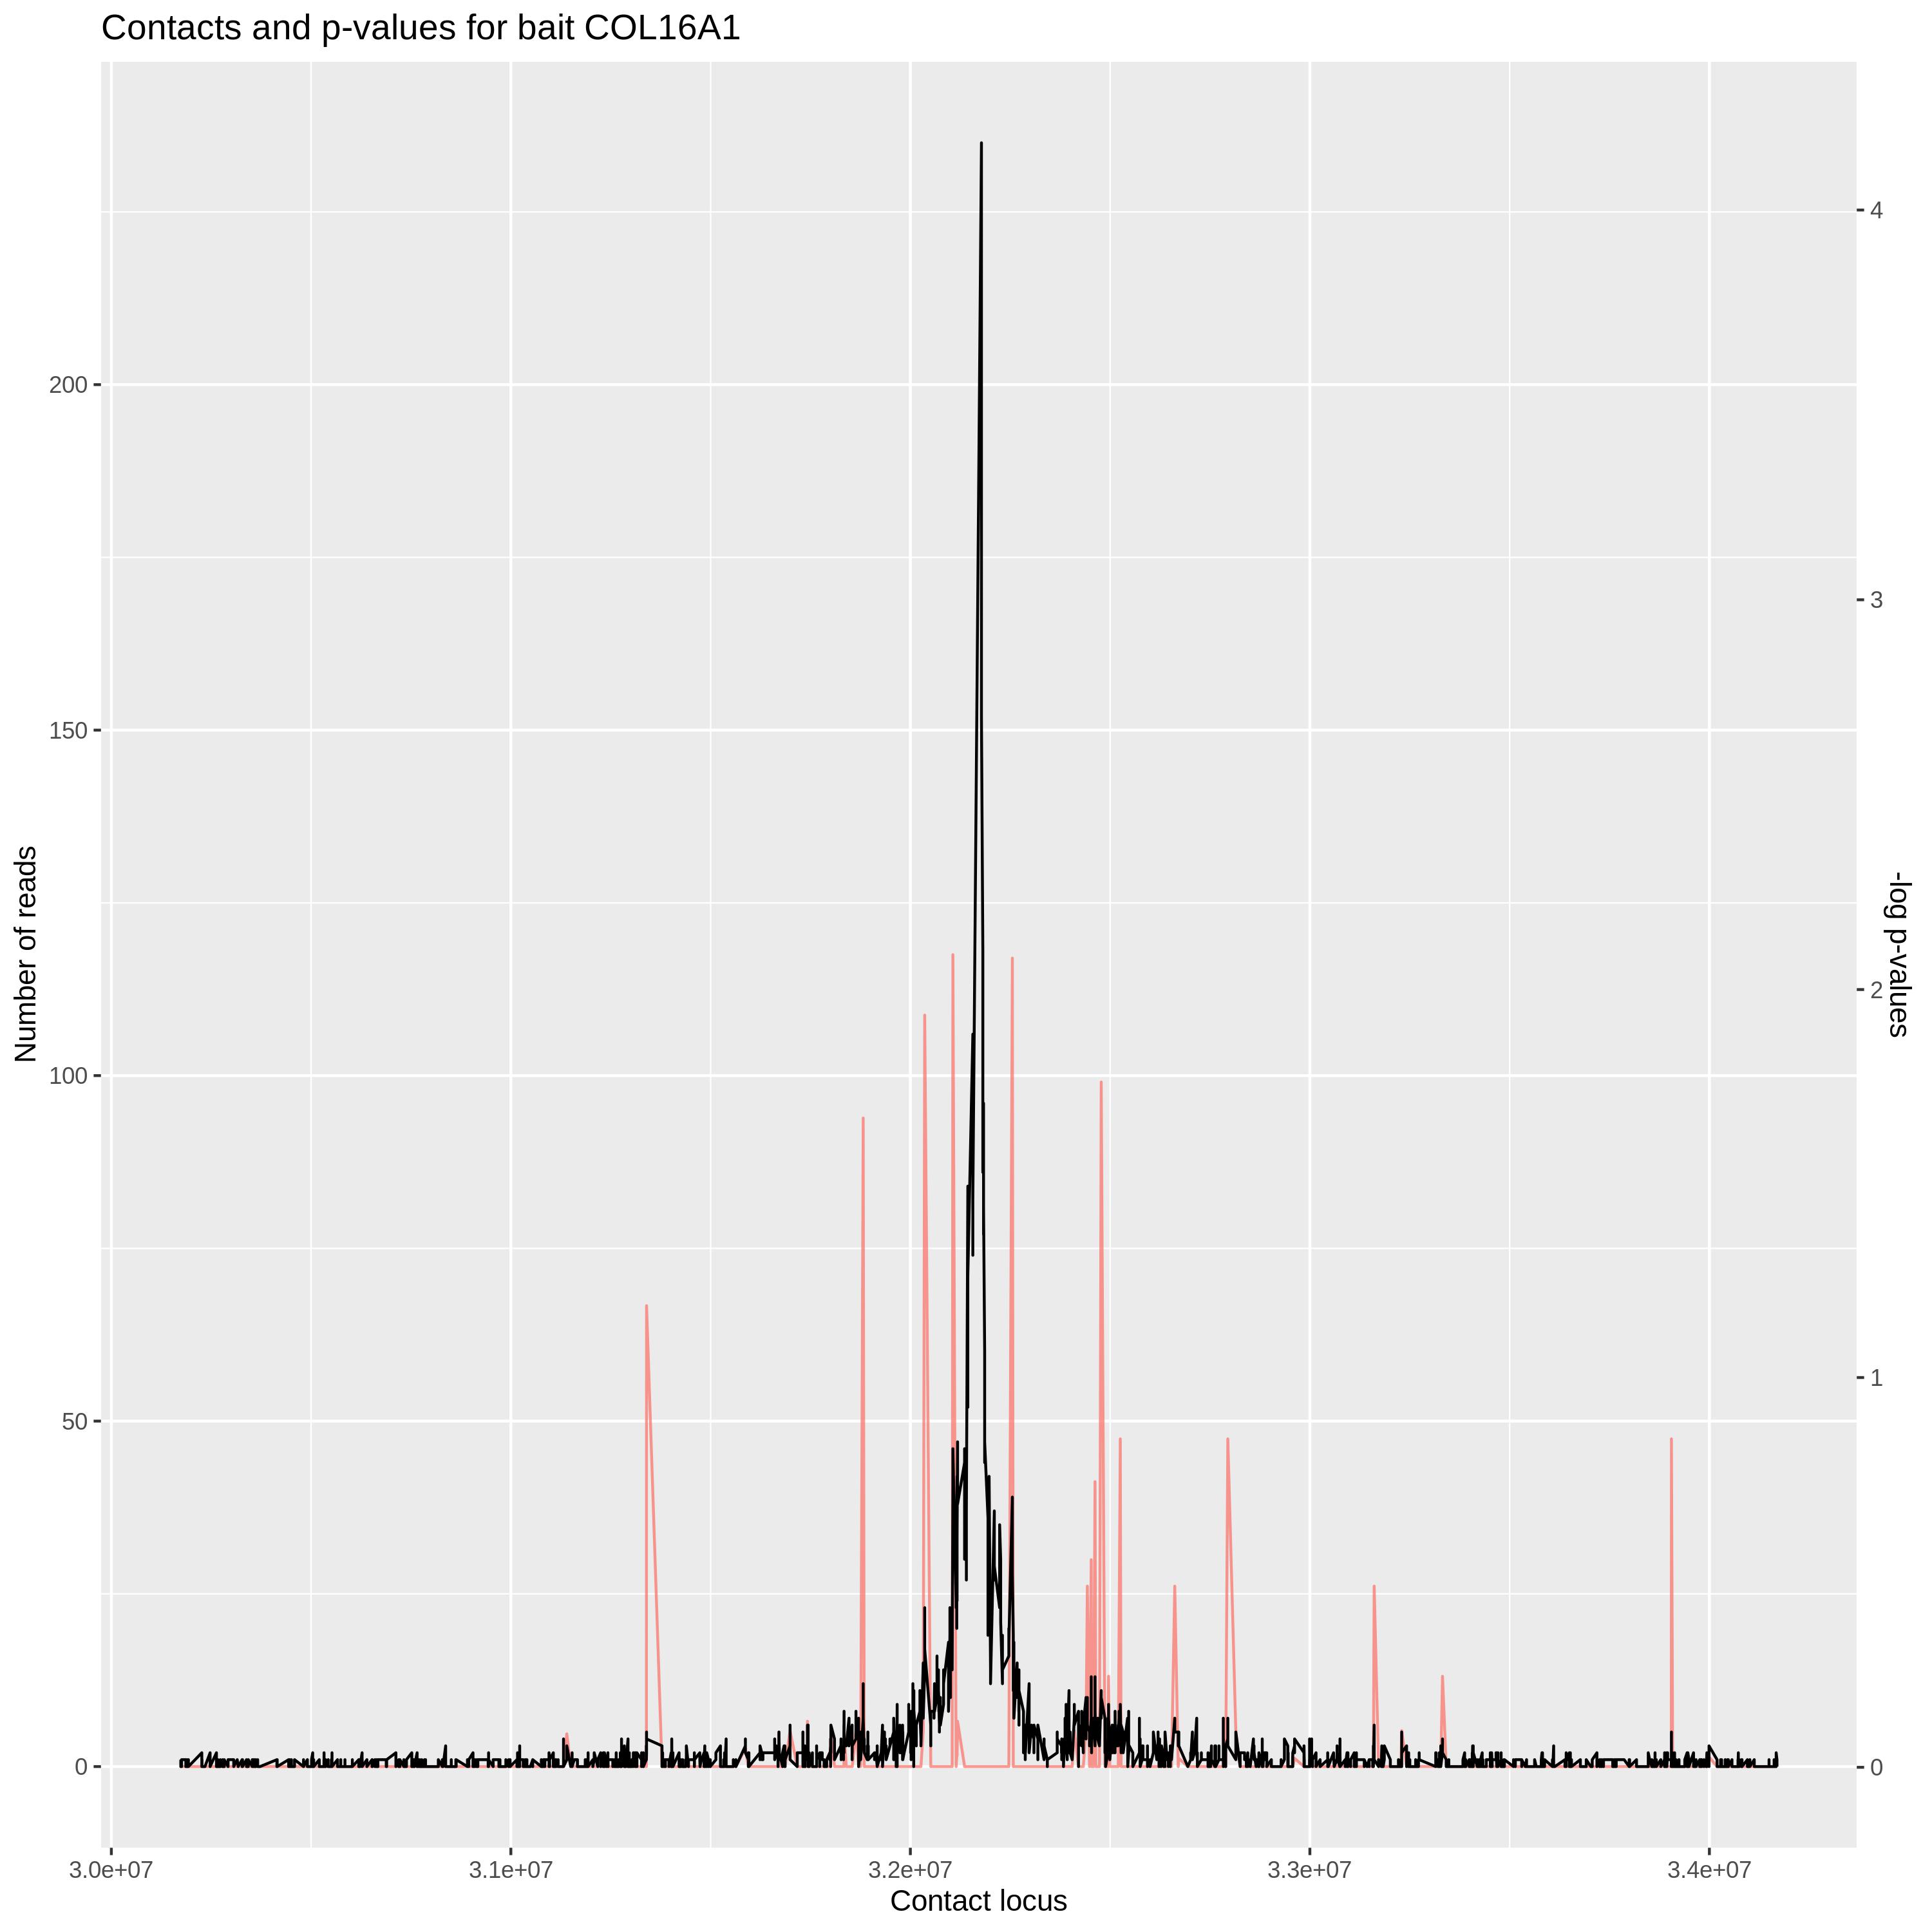 Contacts and p-values for bait COL16A1
Number of reads
200
150
100
50
0
4
3
2
1
0
-log p-values
3.0e+07 3.1e+07 3.2e+07 3.3e+07 3.4e+07
Contact locus